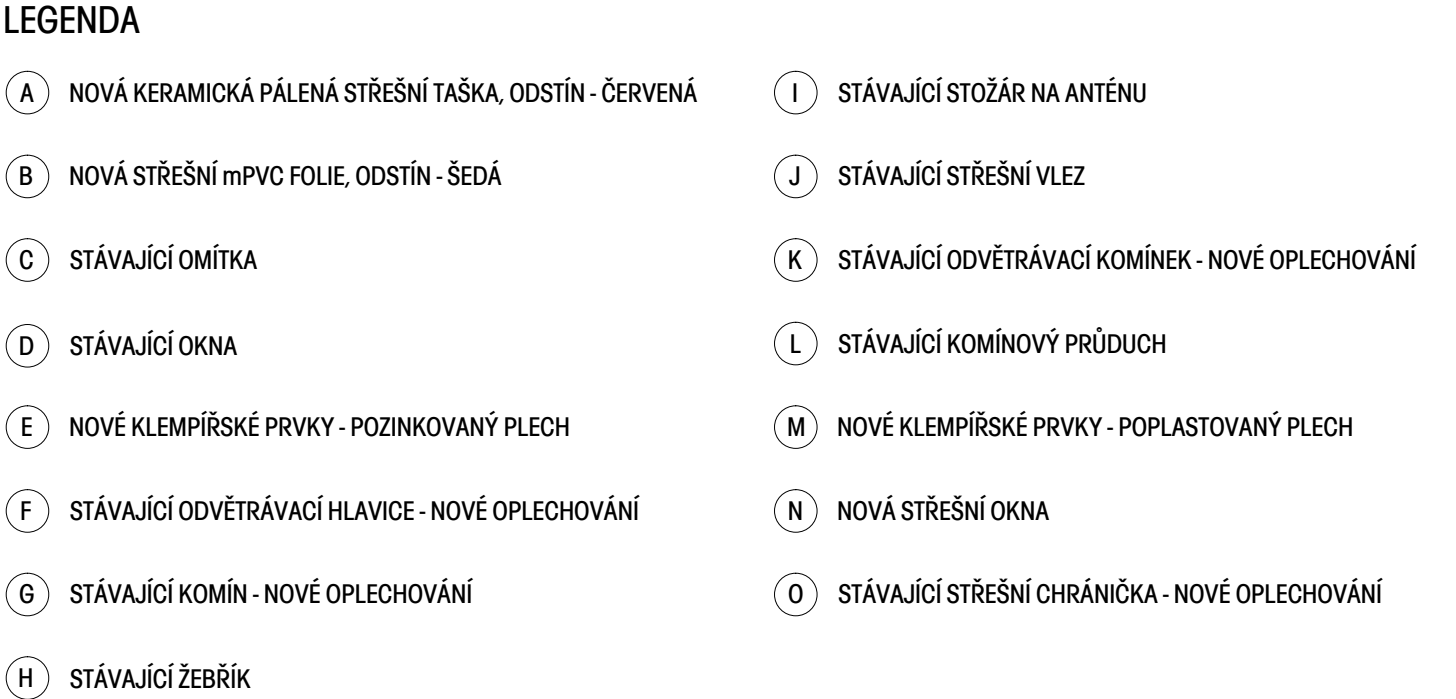 LEGENDA
A NOVÁ KERAMICKÁ PÁLENÁ STŘEŠNÍ TAŠKA, ODSTÍN - ČERVENÁ
B NOVÁ STŘEŠNÍ mPVC FOLIE, ODSTÍN - ŠEDÁ
C STÁVAJÍCÍ OMÍTKA
D STÁVAJÍCÍ OKNA
E NOVÉ KLEMPÍŘSKÉ PRVKY - POZINKOVANÝ PLECH
F STÁVAJÍCÍ ODVĚTRÁVACÍ HLAVICE - NOVÉ OPLECHOVÁNÍ
G STÁVAJÍCÍ KOMÍN - NOVÉ OPLECHOVÁNÍ
H STÁVAJÍCÍ ŽEBŘÍK
I STÁVAJÍCÍ STOŽÁR NA ANTÉNU
J STÁVAJÍCÍ STŘEŠNÍ VLEZ
K STÁVAJÍCÍ ODVĚTRÁVACÍ KOMÍNEK - NOVÉ OPLECHOVÁNÍ
L STÁVAJÍCÍ KOMÍNOVÝ PRŮDUCH
M NOVÉ KLEMPÍŘSKÉ PRVKY - POPLASTOVANÝ PLECH
N NOVÁ STŘEŠNÍ OKNA
O STÁVAJÍCÍ STŘEŠNÍ CHRÁNIČKA - NOVÉ OPLECHOVÁNÍ